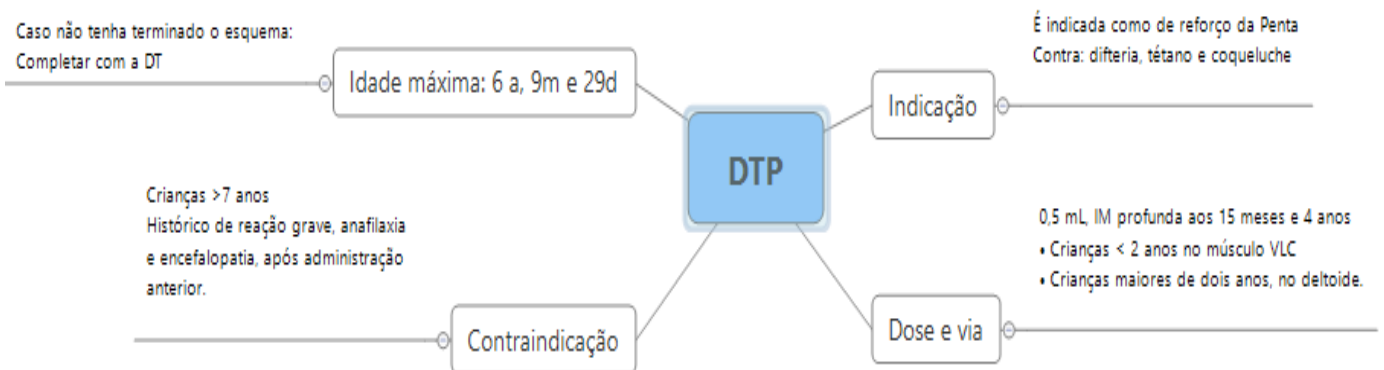 Caso não tenha terminado o esquema:
Completar com a DT
Idade máxima: 6 a, 9m e 29d
É indicada como de reforço da Penta
Contra: difteria, tétano e coqueluche
Indicação
DTP
Crianças >7 anos
Histórico de reação grave, anafilaxia
e encefalopatia, após administração
anterior.
Contraindicação
0,5 mL, IM profunda aos 15 meses e 4 anos
• Crianças < 2 anos no músculo VLC
• Crianças maiores de dois anos, no deltoide.
Dose e via